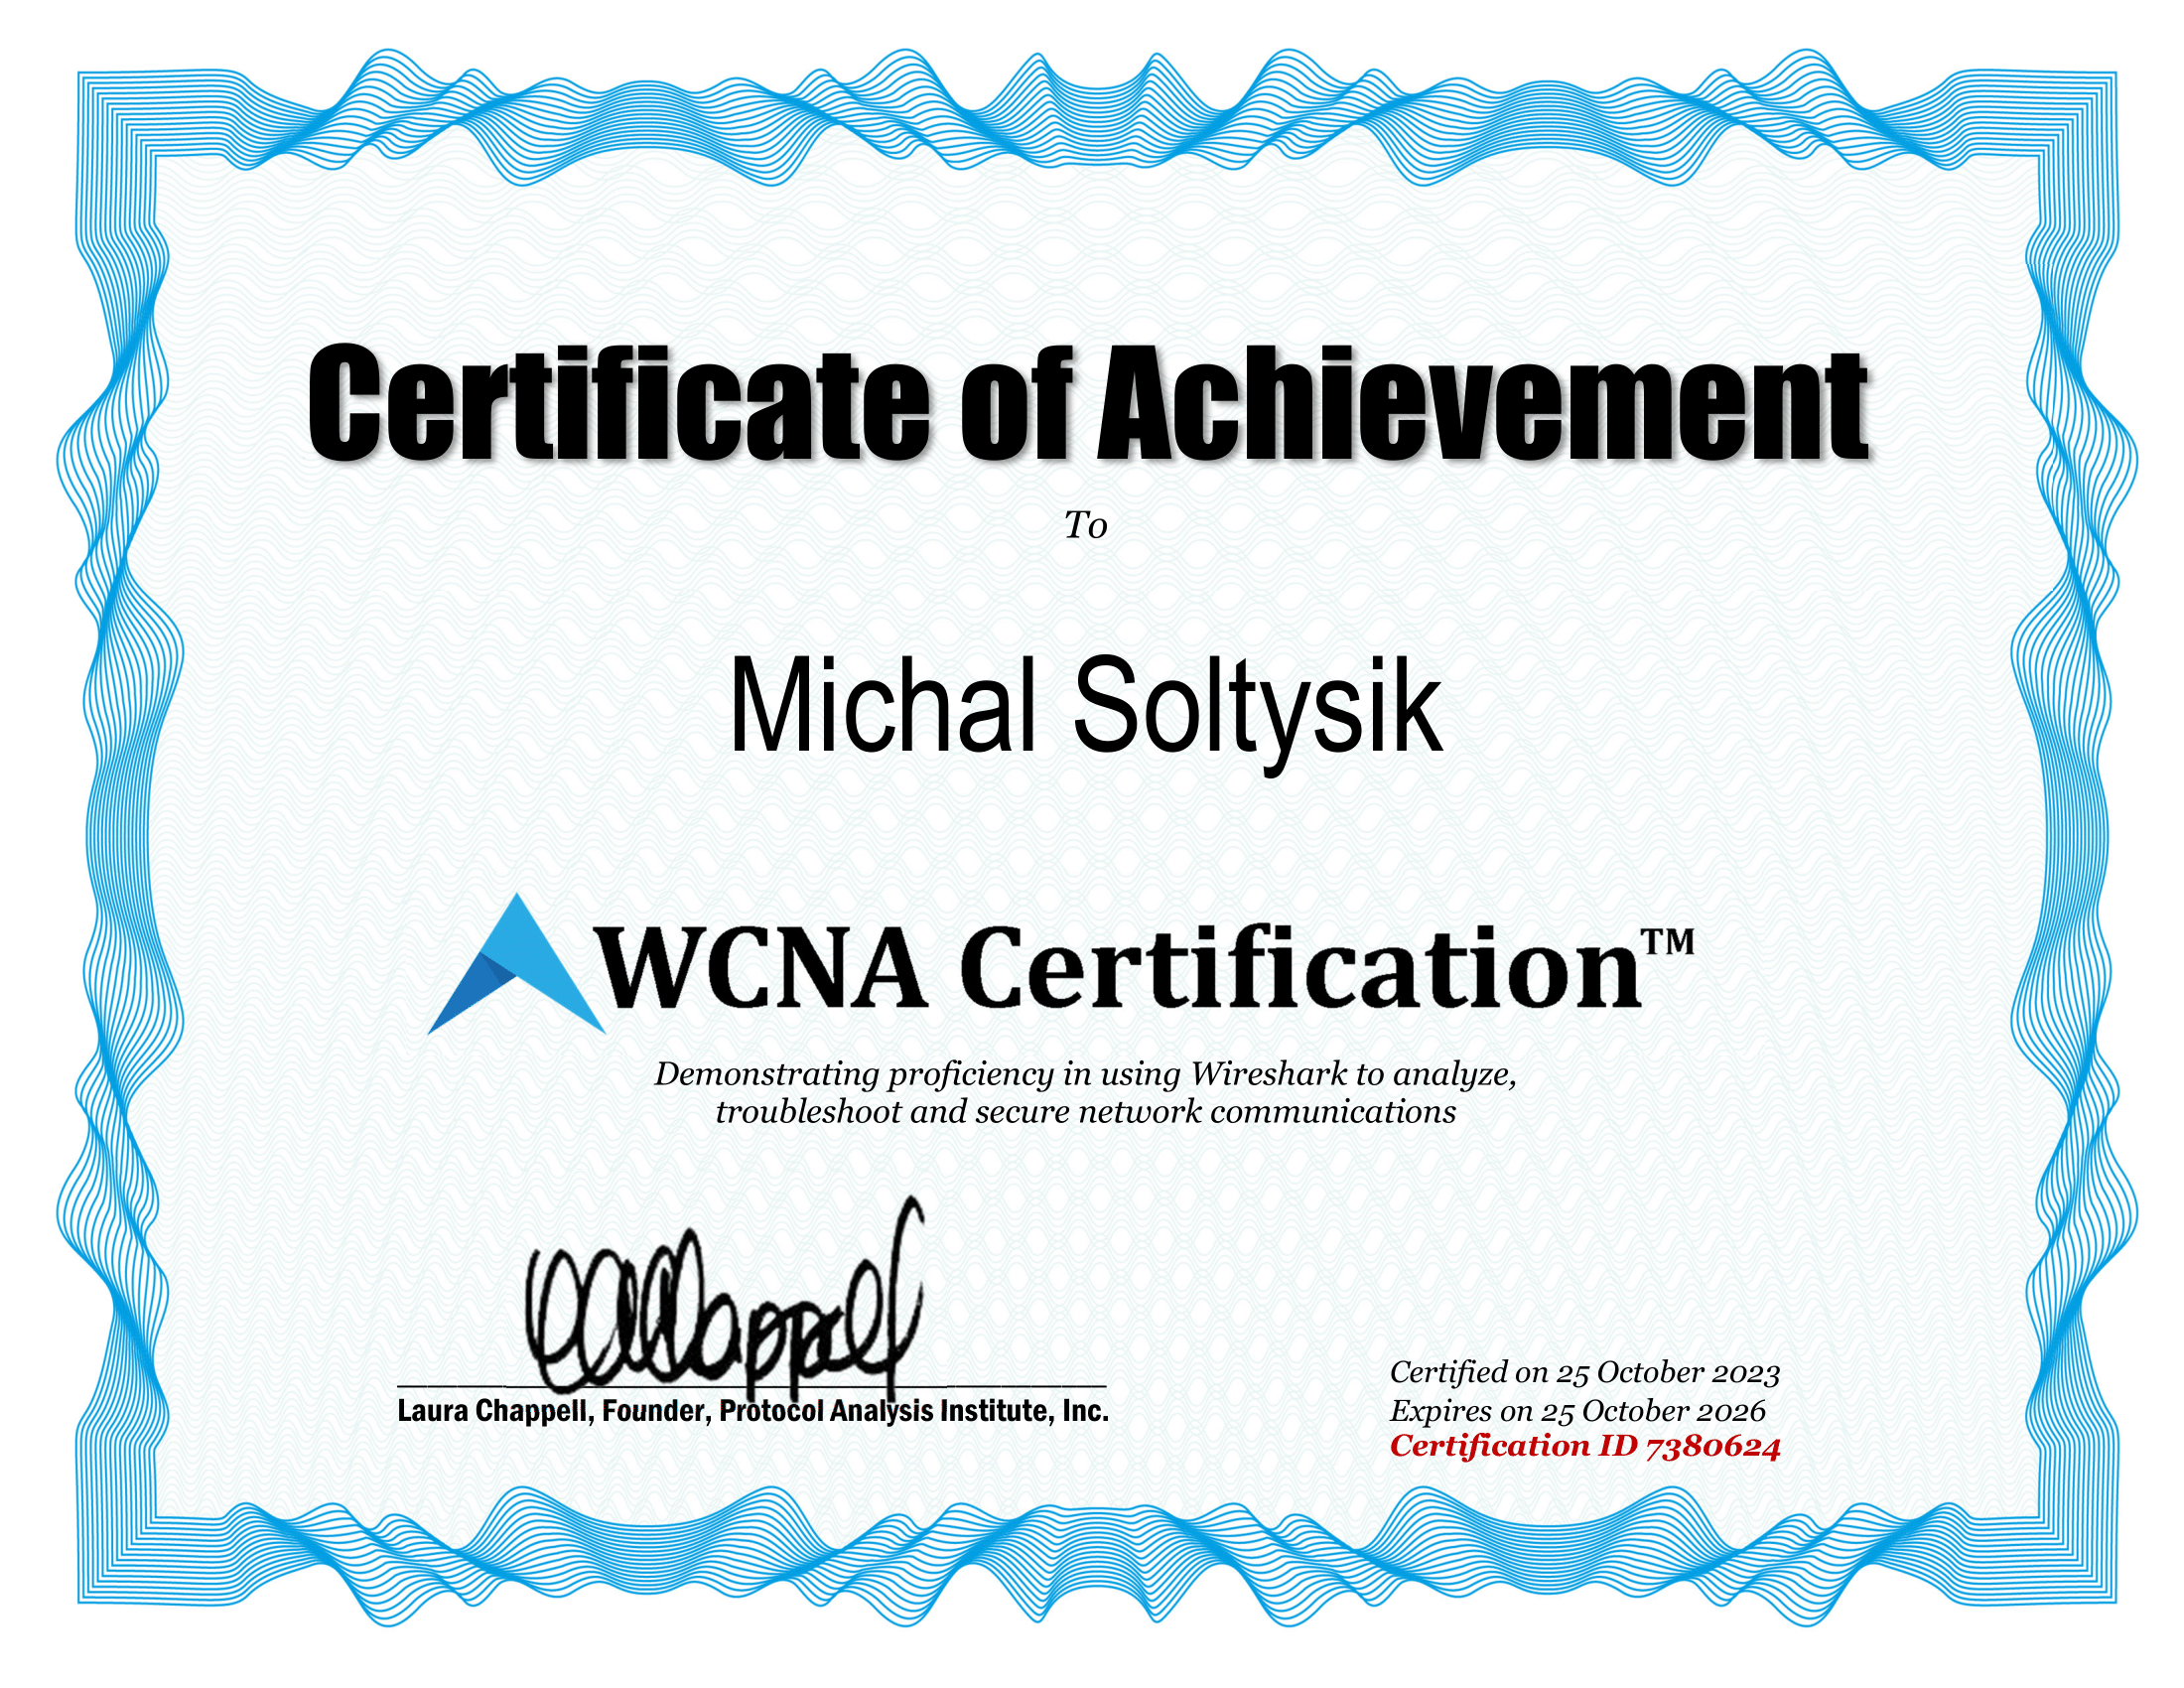 Certificate of Achievement
To
Michal Soltysik
WCNA Certification™
Demonstrating proficiency in using Wireshark to analyze,
troubleshoot and secure network communications
Laura Chappell, Founder, Protocol Analysis Institute, Inc.
Certified on 25 October 2023
Expires on 25 October 2026
Certification ID 7380624